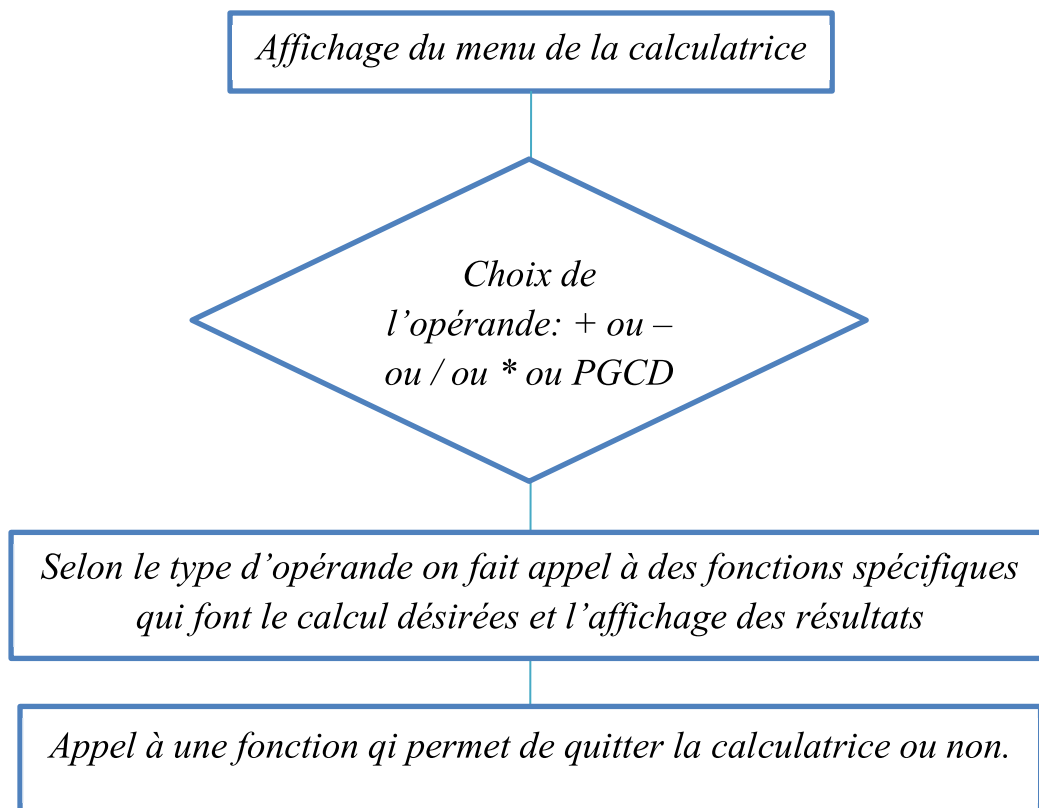 Affichage du menu de la calculatrice
Choix de
l’opérande: + ou –
ou / ou * ou PGCD
Selon le type d’opérande on fait appel à des fonctions spécifiques
qui font le calcul désirées et l’affichage des résultats
Appel à une fonction qi permet de quitter la calculatrice ou non.